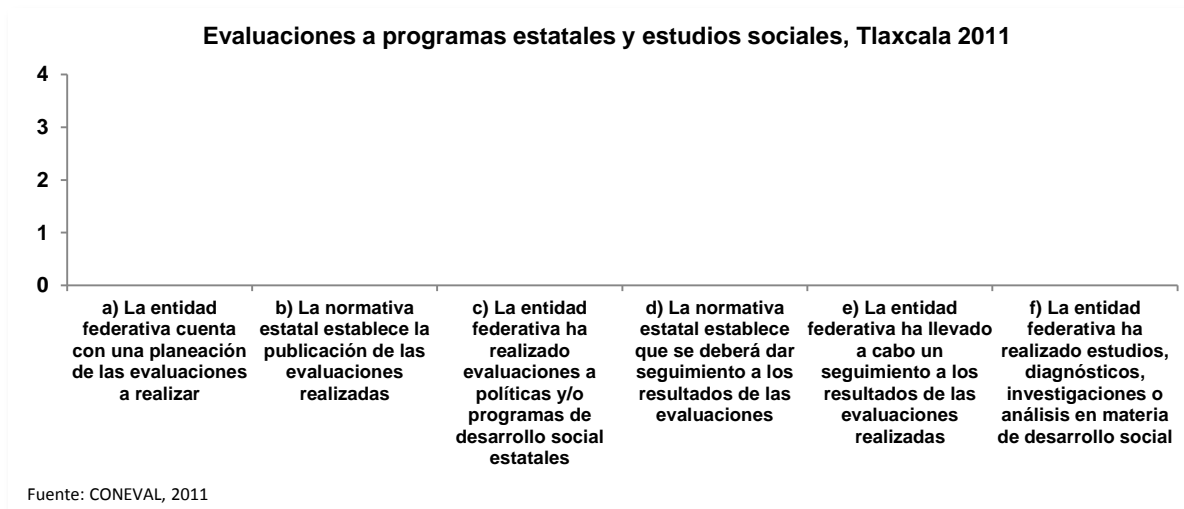 Evaluaciones a programas estatales y estudios sociales, Tlaxcala 2011
4
3
2
1
0
a) La entidad
federativa cuenta
con una planeación
de las evaluaciones
a realizar
b) La normativa
estatal establece la
publicación de las
evaluaciones
realizadas
c) La entidad
federativa ha
realizado
evaluaciones a
políticas y/o
programas de
desarrollo social
estatales
d) La normativa
estatal establece
que se deberá dar
seguimiento a los
resultados de las
evaluaciones
e) La entidad
federativa ha llevado
a cabo un
seguimiento a los
resultados de las
evaluaciones
realizadas
f) La entidad
federativa ha
realizado estudios,
diagnósticos,
investigaciones o
análisis en materia
de desarrollo social
Fuente: CONEVAL, 2011